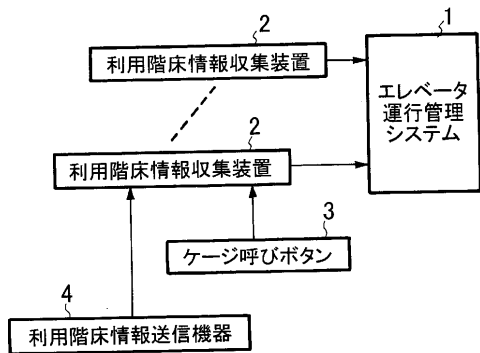 2
利用階床情報収集装置
1
エレベータ
運行管理
システム
2
利用階床情報収集装置
3
ケージ呼びボタン
4
利用階床情報送信機器